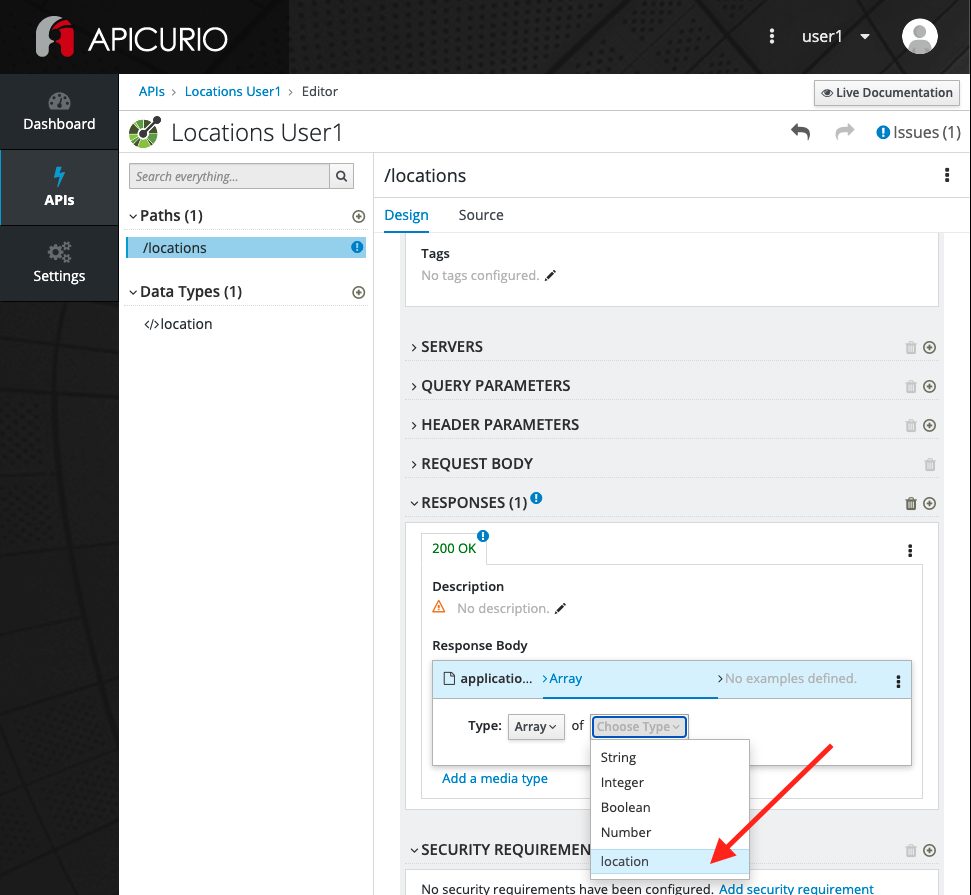 APICURIO
user1
Dashboard
APIs
Settings
APIs > Locations User1 > Editor
Live Documentation
Locations User1
Issues (1)
Search everything...
Paths (1)
/locations
Data Types (1)
</>location
/locations
Design
Source
Tags
No tags configured.
SERVERS
QUERY PARAMETERS
HEADER PARAMETERS
REQUEST BODY
RESPONSES (1)
200 OK
Description
No description.
Response Body
applicatio... >Array >No examples defined.
Type: Array of Choose Type
String
Integer
Boolean
Number
location
Add a media type
SECURITY REQUIREMEN
No security requirements have been configured. Add security requirement